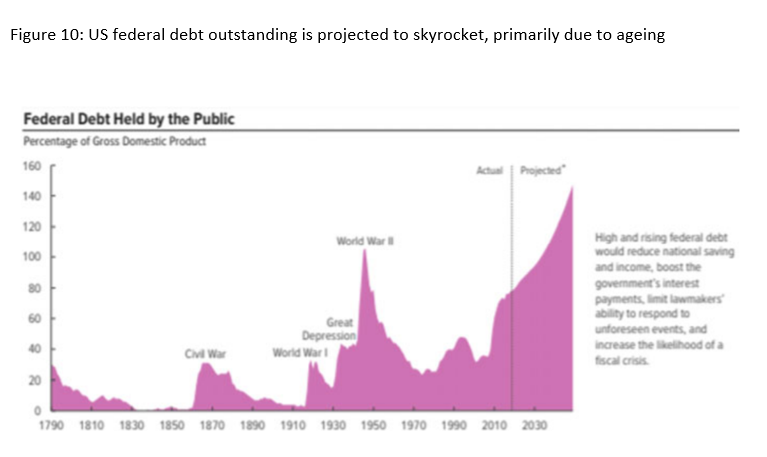 Figure 10: US federal debt outstanding is projected to skyrocket, primarily due to ageing
Federal Debt Held by the Public
Percentage of Gross Domestic Product
160
140
120
100
80
60
40
20
0
Actual
Projected*
World War II
Great
Depression
Civil War
World War I
1790 1810 1830 1850 1870 1890 1910 1930 1950 1970 1990 2010 2030
High and rising federal debt
would reduce national saving
and income, boost the
government's interest
payments, limit lawmakers'
ability to respond to
unforeseen events, and
increase the likelihood of a
fiscal crisis.